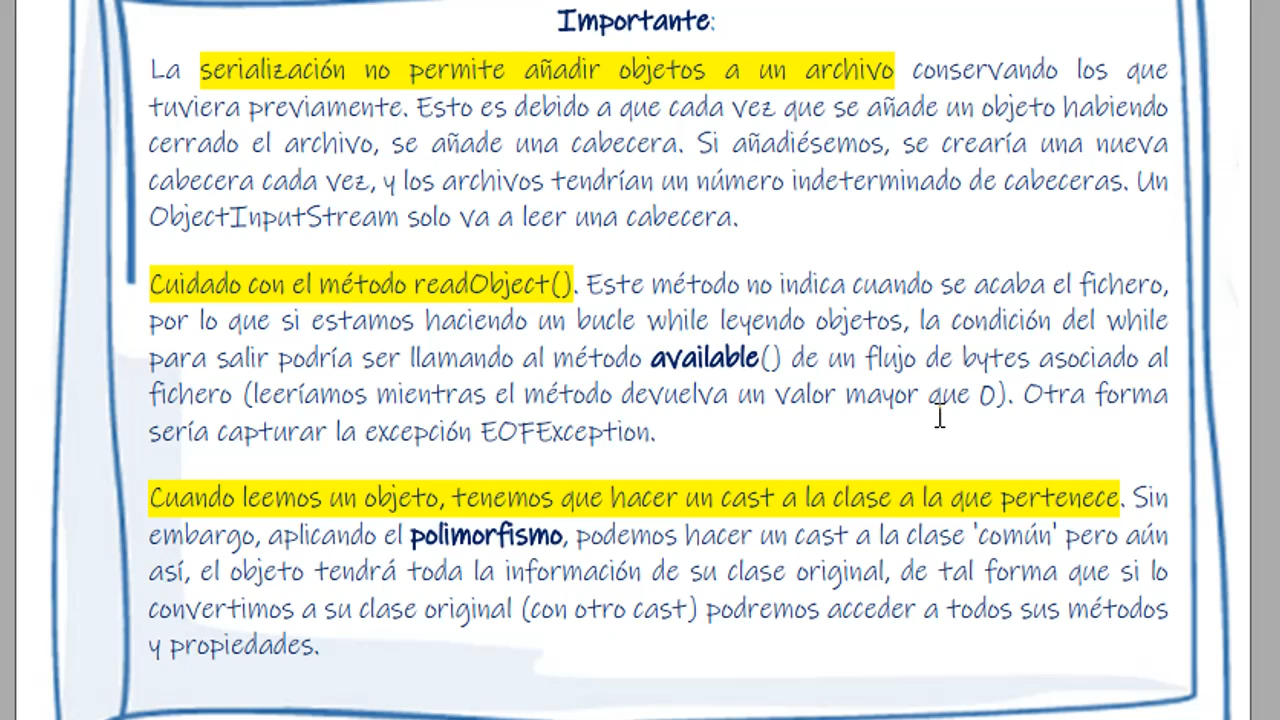 Importante:
La serialización no permite añadir objetos a un archivo conservando los que
tuviera previamente. Esto es debido a que cada vez que se añade un objeto habiendo
cerrado el archivo, se añade una cabecera. Si añadiésemos, se crearía una nueva
cabecera cada vez, y los archivos tendrían un número indeterminado de cabeceras. Un
ObjectInputStream solo va a leer una cabecera.
Cuidado con el método readObject(). Este método no indica cuando se acaba el fichero,
por lo que si estamos haciendo un bucle while leyendo objetos, la condición del while
para salir podría ser llamando al método available() de un flujo de bytes asociado al
fichero (leeríamos mientras el método devuelva un valor mayor que 0). Otra forma
sería capturar la excepción EOFException.
Cuando leemos un objeto, tenemos que hacer un cast a la clase a la que pertenece. Sin
embargo, aplicando el polimorfismo, podemos hacer un cast a la clase 'común' pero aún
así, el objeto tendrá toda la información de su clase original, de tal forma que si lo
convertimos a su clase original (con otro cast) podremos acceder a todos sus métodos
y propiedades.